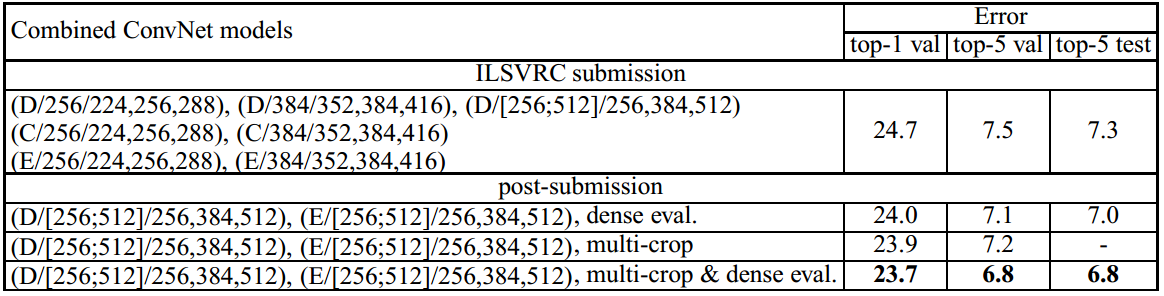 Combined ConvNet models Error
top-1 val top-5 val top-5 test
ILSVRC submission
(D/256/224,256,288), (D/384/352,384,416), (D/[256;512]/256,384,512)
(C/256/224,256,288), (C/384/352,384,416) 24.7 7.5 7.3
(E/256/224,256,288), (E/384/352,384,416)
post-submission
(D/[256;512]/256,384,512), (E/[256;512]/256,384,512), dense eval. 24.0 7.1 7.0
(D/[256;512]/256,384,512), (E/[256;512]/256,384,512), multi-crop 23.9 7.2 -
(D/[256;512]/256,384,512), (E/[256;512]/256,384,512), multi-crop & dense eval. 23.7 6.8 6.8